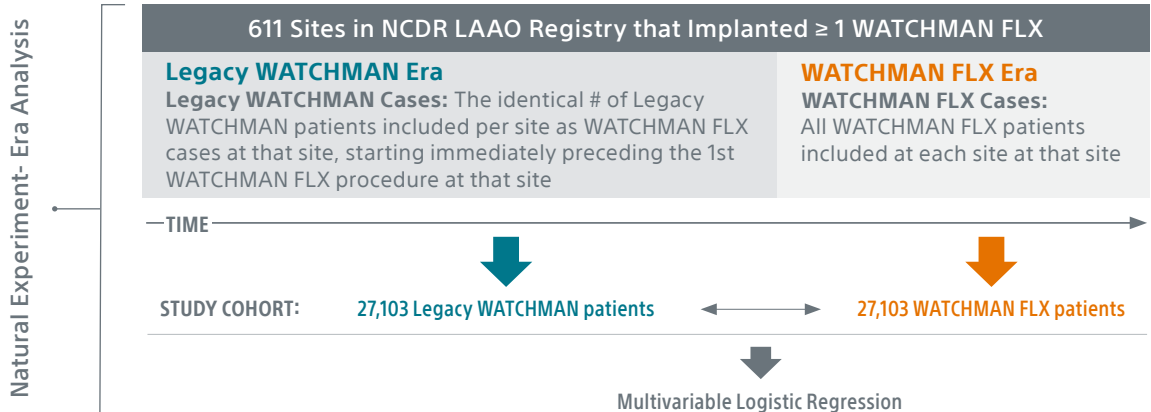 Natural Experiment- Era Analysis
611 Sites in NCDR LAAO Registry that Implanted ≥ 1 WATCHMAN FLX
Legacy WATCHMAN Era
Legacy WATCHMAN Cases: The identical # of Legacy
WATCHMAN patients included per site as WATCHMAN FLX
cases at that site, starting immediately preceding the 1st
WATCHMAN FLX procedure at that site
WATCHMAN FLX Era
WATCHMAN FLX Cases:
All WATCHMAN FLX patients
included at each site at that site
TIME
STUDY COHORT:
27,103 Legacy WATCHMAN patients
27,103 WATCHMAN FLX patients
Multivariable Logistic Regression